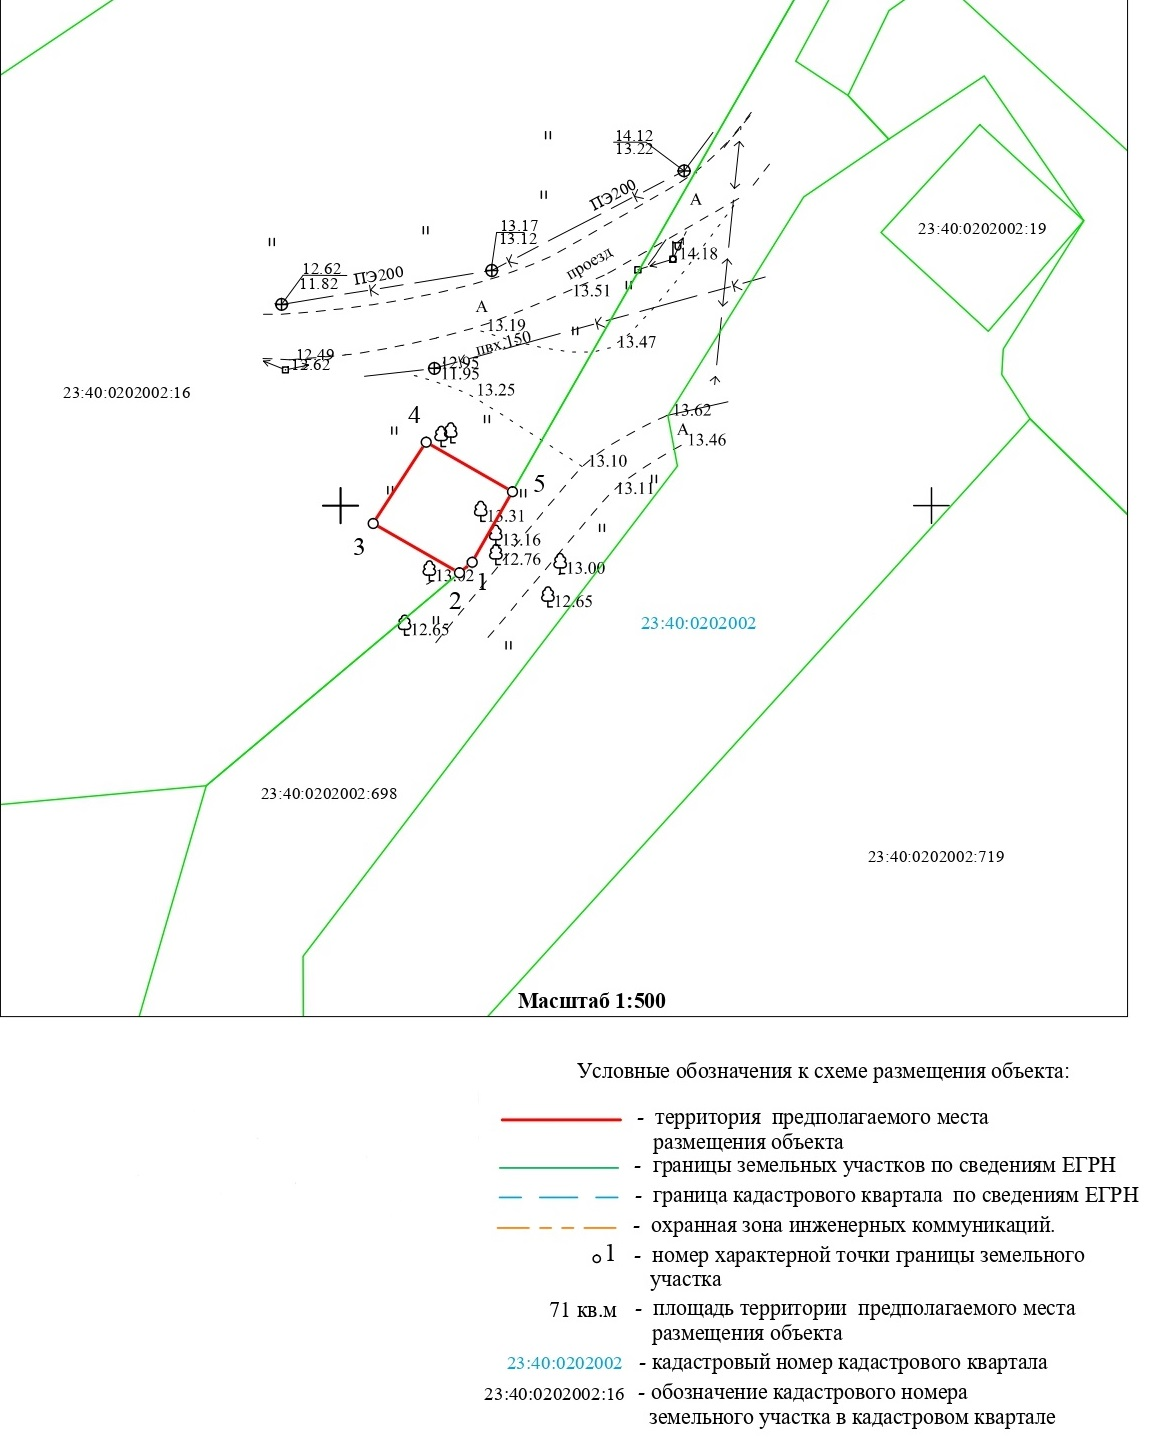 14.12
13.22
ПЭ200
А
23:40:0202002:19
13.17
13.12
К
14.18
проезд
12.62
11.82
ПЭ200
К
К
13.51
К
А
13.19
К
пвх.150
13.47
12.49
12.62
12.95
11.95
23:40:0202002:16
13.25
13.62
А
13.46
4
13.10
5
13.11
13.31
3
13.16
12.76
13.00
13.02
1
2
12.65
12.65
23:40:0202002
23:40:0202002:698
23:40:0202002:719
Масштаб 1:500
Условные обозначения к схеме размещения объекта:
- территория предполагаемого места
размещения объекта
- границы земельных участков по сведениям ЕГРН
- граница кадастрового квартала по сведениям ЕГРН
- охранная зона инженерных коммуникаций.
1 - номер характерной точки границы земельного
участка
71 кв.м - площадь территории предполагаемого места
размещения объекта
23:40:0202002 - кадастровый номер кадастрового квартала
23:40:0202002:16 - обозначение кадастрового номера
земельного участка в кадастровом квартале